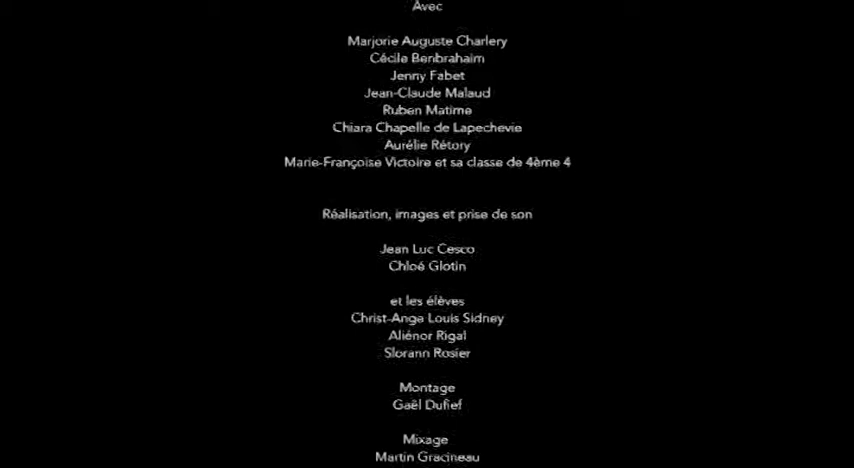 Avec
Marjorie Auguste Charlery
Cécile Benbrahaim
Jenny Fabet
Jean-Claude Malaud
Ruben Matime
Chiara Chapelle de Lapechevie
Aurélie Rétory
Marie-Françoise Victoire et sa classe de 4ème 4
Réalisation, images et prise de son
Jean Luc Cesco
Chloé Glotin
et les élèves
Christ-Ange Louis Sidney
Aliénor Rigal
Slorann Rosier
Montage
Gaël Dufief
Mixage
Martin Gracineau